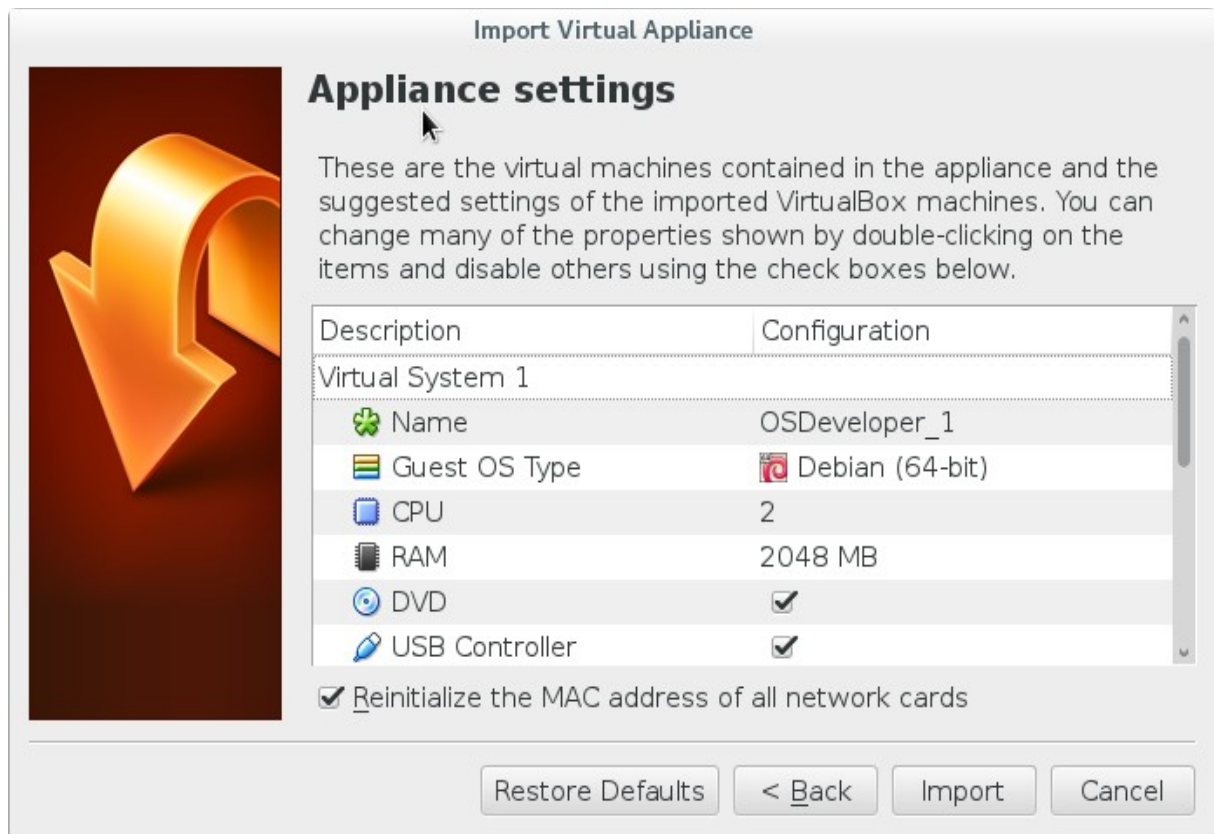 Import Virtual Appliance
Appliance settings
These are the virtual machines contained in the appliance and the
suggested settings of the imported VirtualBox machines. You can
change many of the properties shown by double-clicking on the
items and disable others using the check boxes below.
Description Configuration
Virtual System 1
Name OSDeveloper_1
Guest OS Type Debian (64-bit)
CPU 2
RAM 2048 MB
DVD
USB Controller
Reinitialize the MAC address of all network cards
Restore Defaults < Back Import Cancel